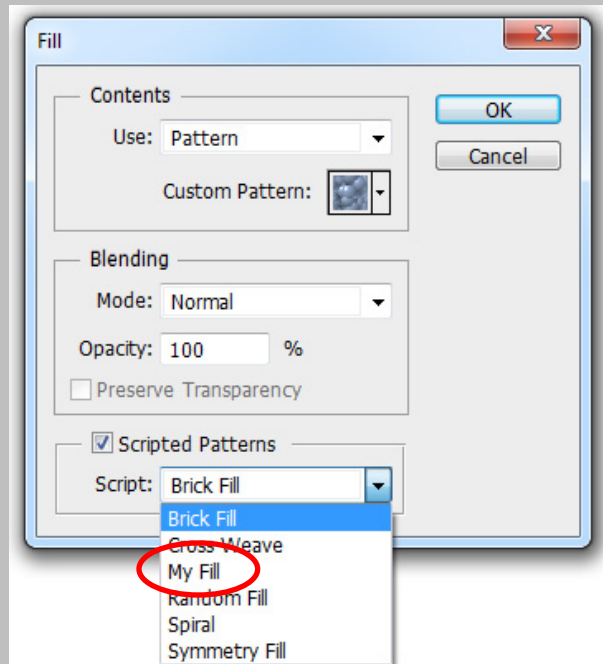 Fill
Contents
OK
Use: Pattern
Cancel
Custom Pattern:
Blending
Mode: Normal
Opacity: 100 %
Preserve Transparency
Scripted Patterns
Script: Brick Fill
Brick Fill
Cross Weave
My Fill
Random Fill
Spiral
Symmetry Fill